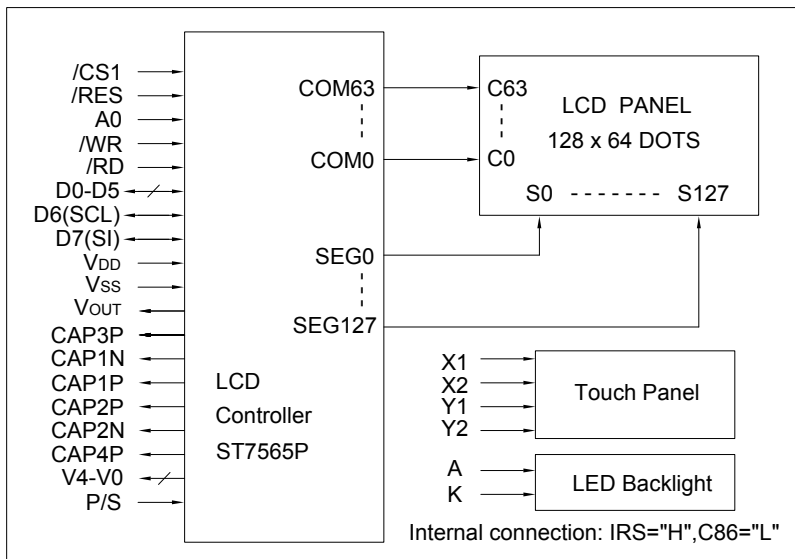 /CS1
/RES
A0
/WR
/RD
D0-D5
D6(SCL)
D7(SI)
VDD
VSS
VOUT
CAP3P
CAP1N
CAP1P
CAP2P
CAP2N
CAP4P
V4-V0
P/S
COM63
COM0
SEG0
SEG127
LCD
Controller
ST7565P
C63
C0
LCD PANEL
128 x 64 DOTS
S0 ------- S127
X1
X2
Y1
Y2
Touch Panel
A
K
LED Backlight
Internal connection: IRS="H",C86="L"